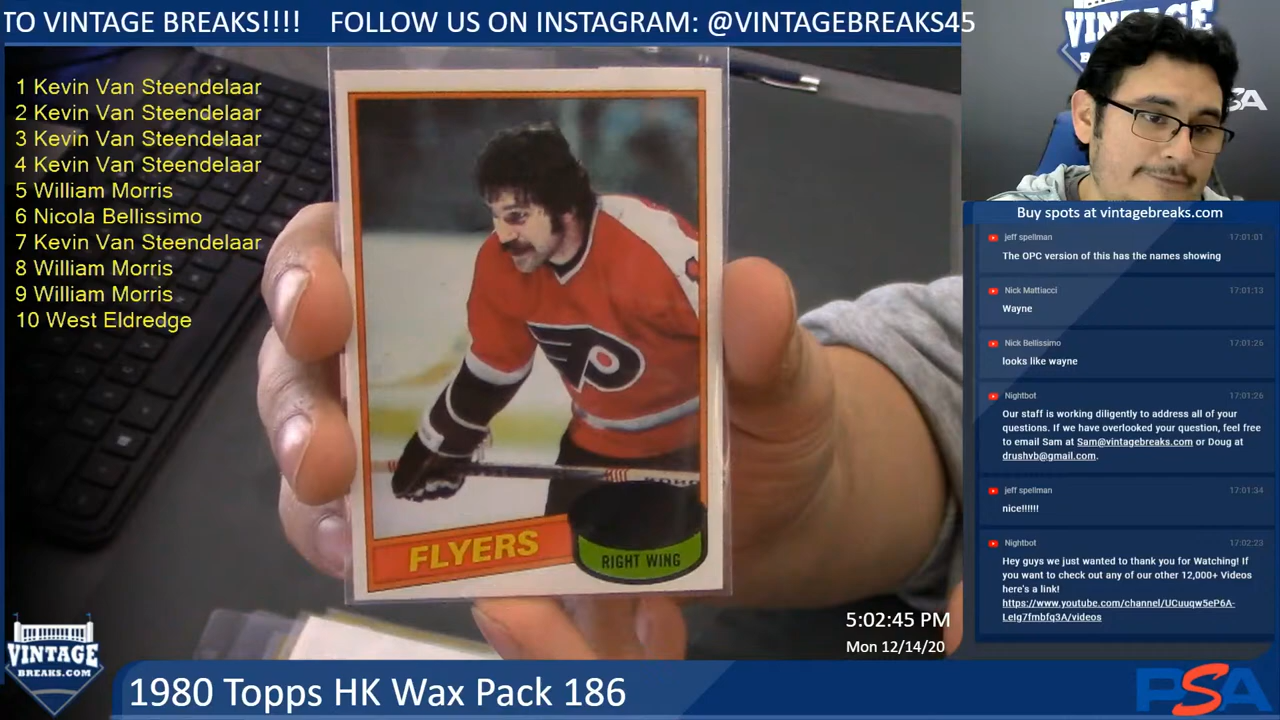 TO VINTAGE BREAKS!!!! FOLLOW US ON INSTAGRAM: @VINTAGEBREAKS45
1 Kevin Van Steendelaar
2 Kevin Van Steendelaar
3 Kevin Van Steendelaar
4 Kevin Van Steendelaar
5 William Morris
6 Nicola Bellissimo
7 Kevin Van Steendelaar
8 William Morris
9 William Morris
10 West Eldredge
P
FLYERS
RIGHT WING
VINTAGE
SA
Buy spots at vintagebreaks.com
jeff spellman 17:01:01
The OPC version of this has the names showing
Nick Mattiacci 17:01:13
Wayne
Nick Bellissimo 17:01:26
looks like wayne
Nightbot 17:01:26
Our staff is working diligently to address all of your
questions. If we have overlooked your question, feel free
to email Sam at Sam@vintagebreaks.com or Doug at
drushvb@gmail.com.
jeff spellman 17:01:34
nice!!!!!!
Nightbot 17:02:23
Hey guys we just wanted to thank you for Watching! If
you want to check out any of our other 12,000+ Videos
here's a link!
https://www.youtube.com/channel/UCuuqw5eP6A-
LeIg7fmbfq3A/videos
5:02:45 PM
Mon 12/14/20
VINTAGE
BREAKS.COM
1980 Topps HK Wax Pack 186
PSA